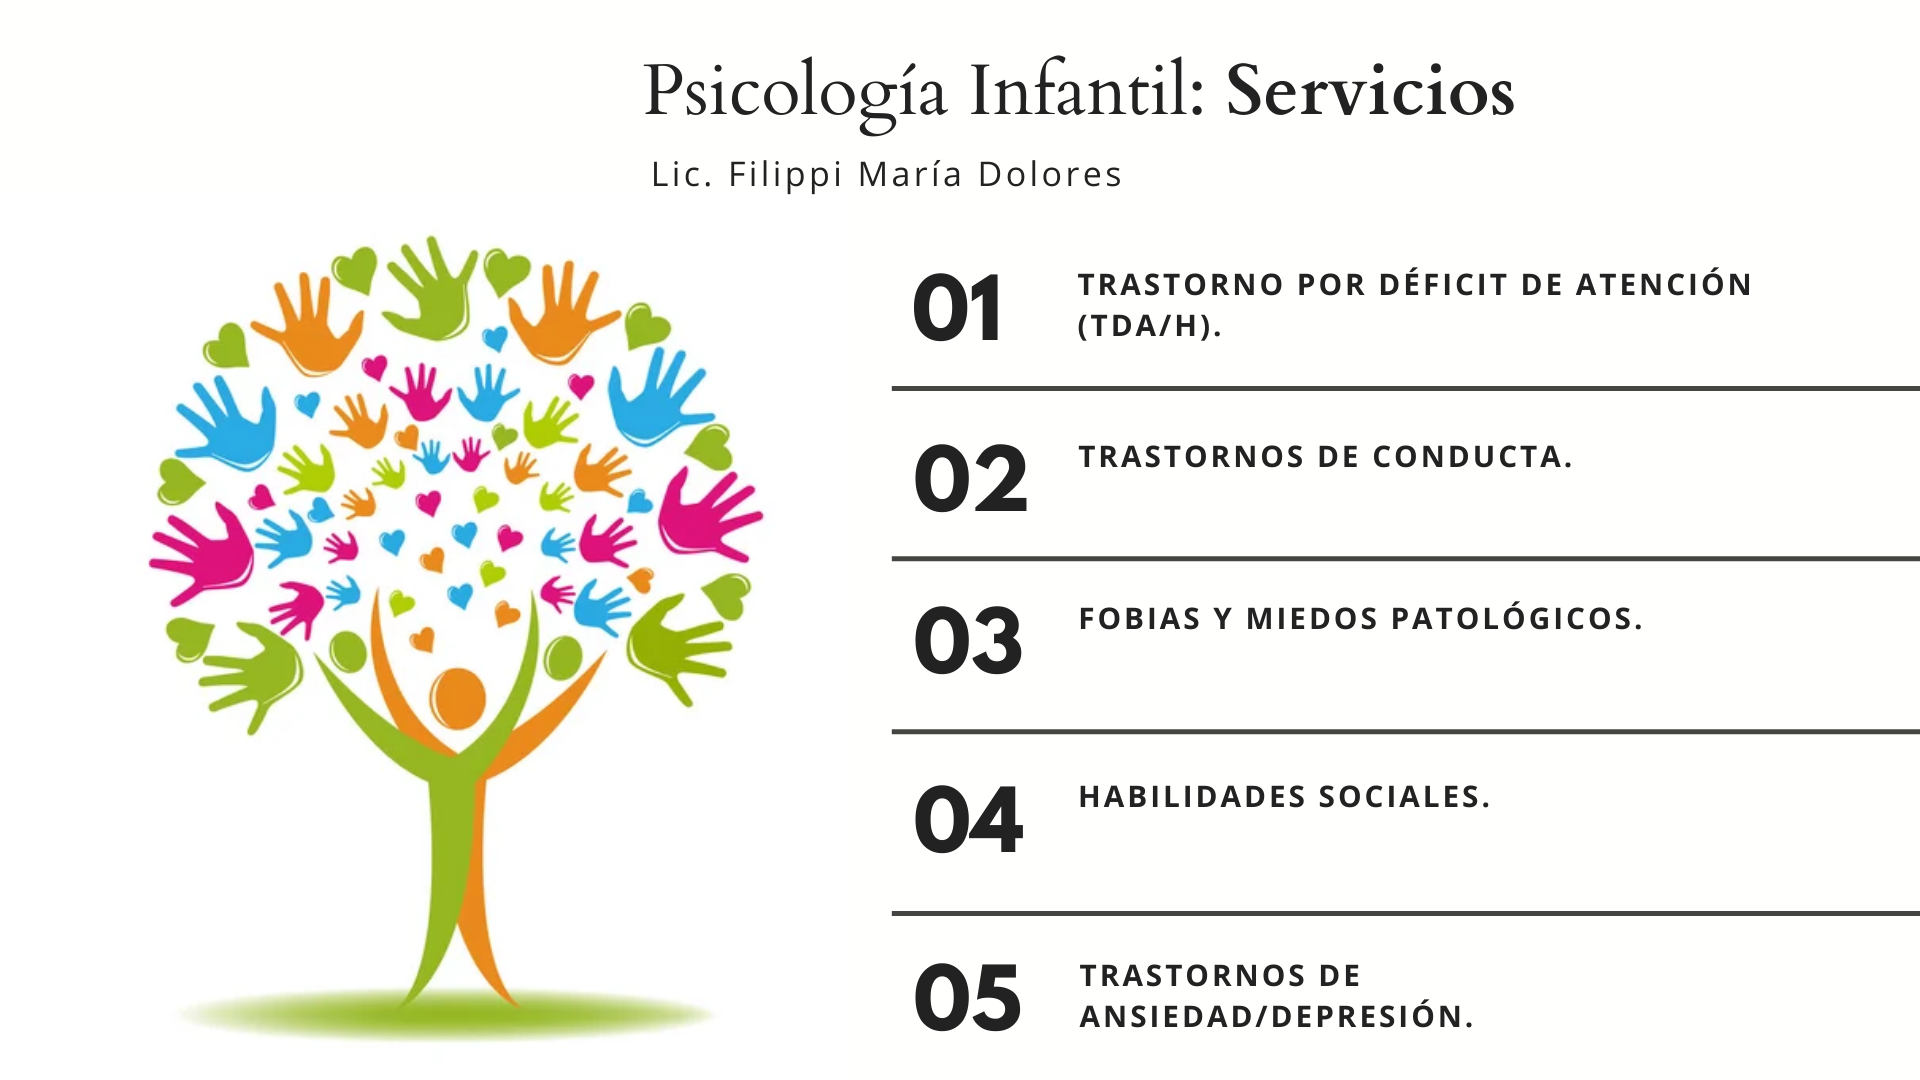 Psicología Infantil: Servicios
Lic. Filippi María Dolores
01
TRASTORNO POR DÉFICIT DE ATENCIÓN
(TDA/H).
02
TRASTORNOS DE CONDUCTA.
03
FOBIAS Y MIEDOS PATOLÓGICOS.
04
HABILIDADES SOCIALES.
05
TRASTORNOS DE
ANSIEDAD/DEPRESIÓN.